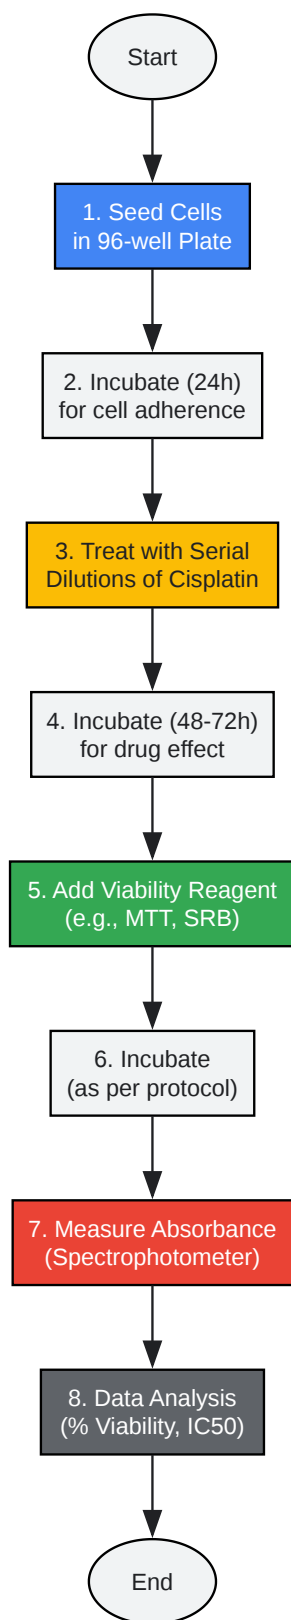 Start
1. Seed Cells
in 96-well Plate
2. Incubate (24h)
for cell adherence
3. Treat with Serial
Dilutions of Cisplatin
4. Incubate (48-72h)
for drug effect
5. Add Viability Reagent
(e.g., MTT, SRB)
6. Incubate
(as per protocol)
7. Measure Absorbance
(Spectrophotometer)
8. Data Analysis
(% Viability, IC50)
End